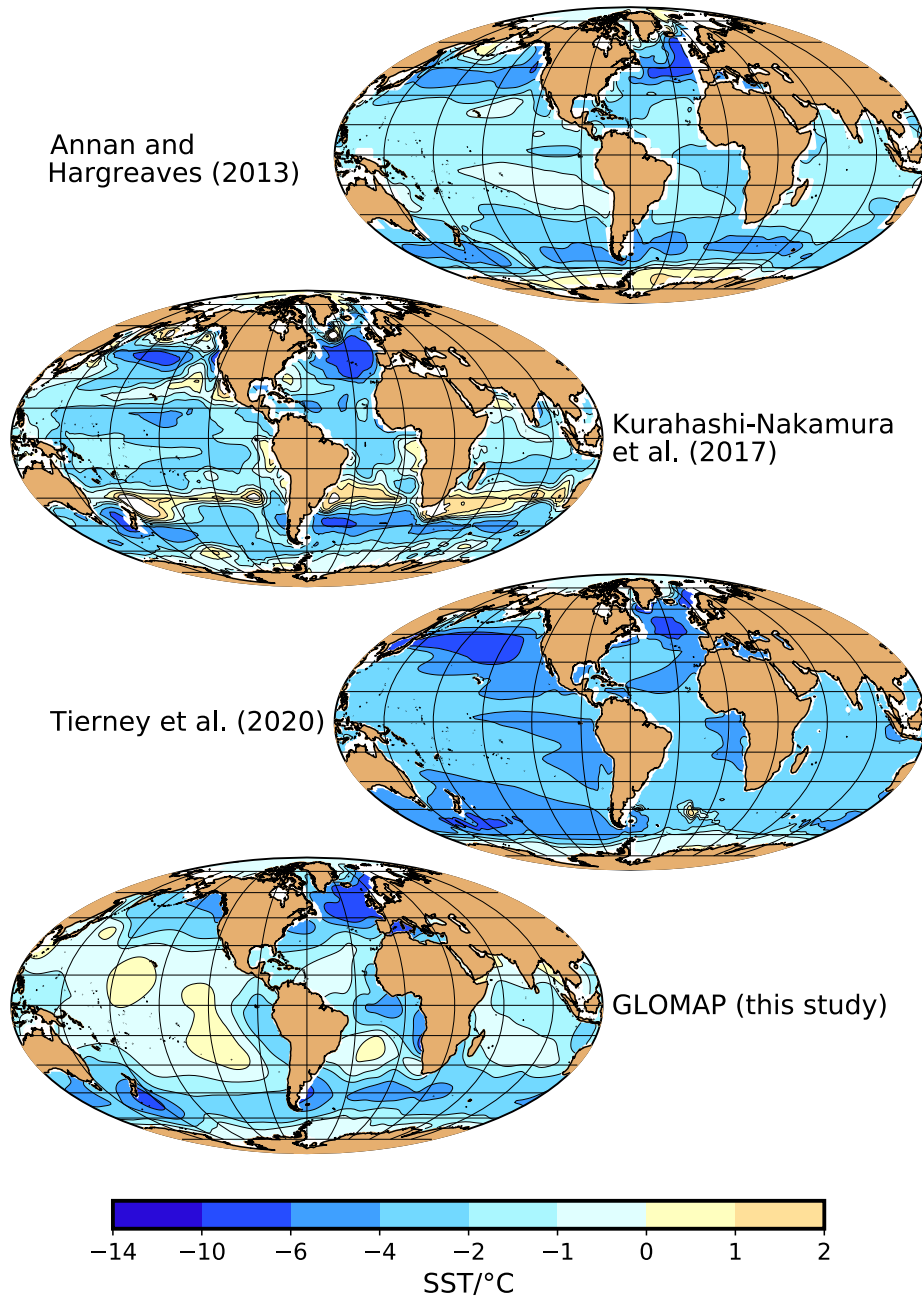 Annan and
Hargreaves (2013)
Kurahashi-Nakamura
et al. (2017)
Tierney et al. (2020)
GLOMAP (this study)
−14 −10 −6 −4 −2 −1 0 1 2
SST/°C